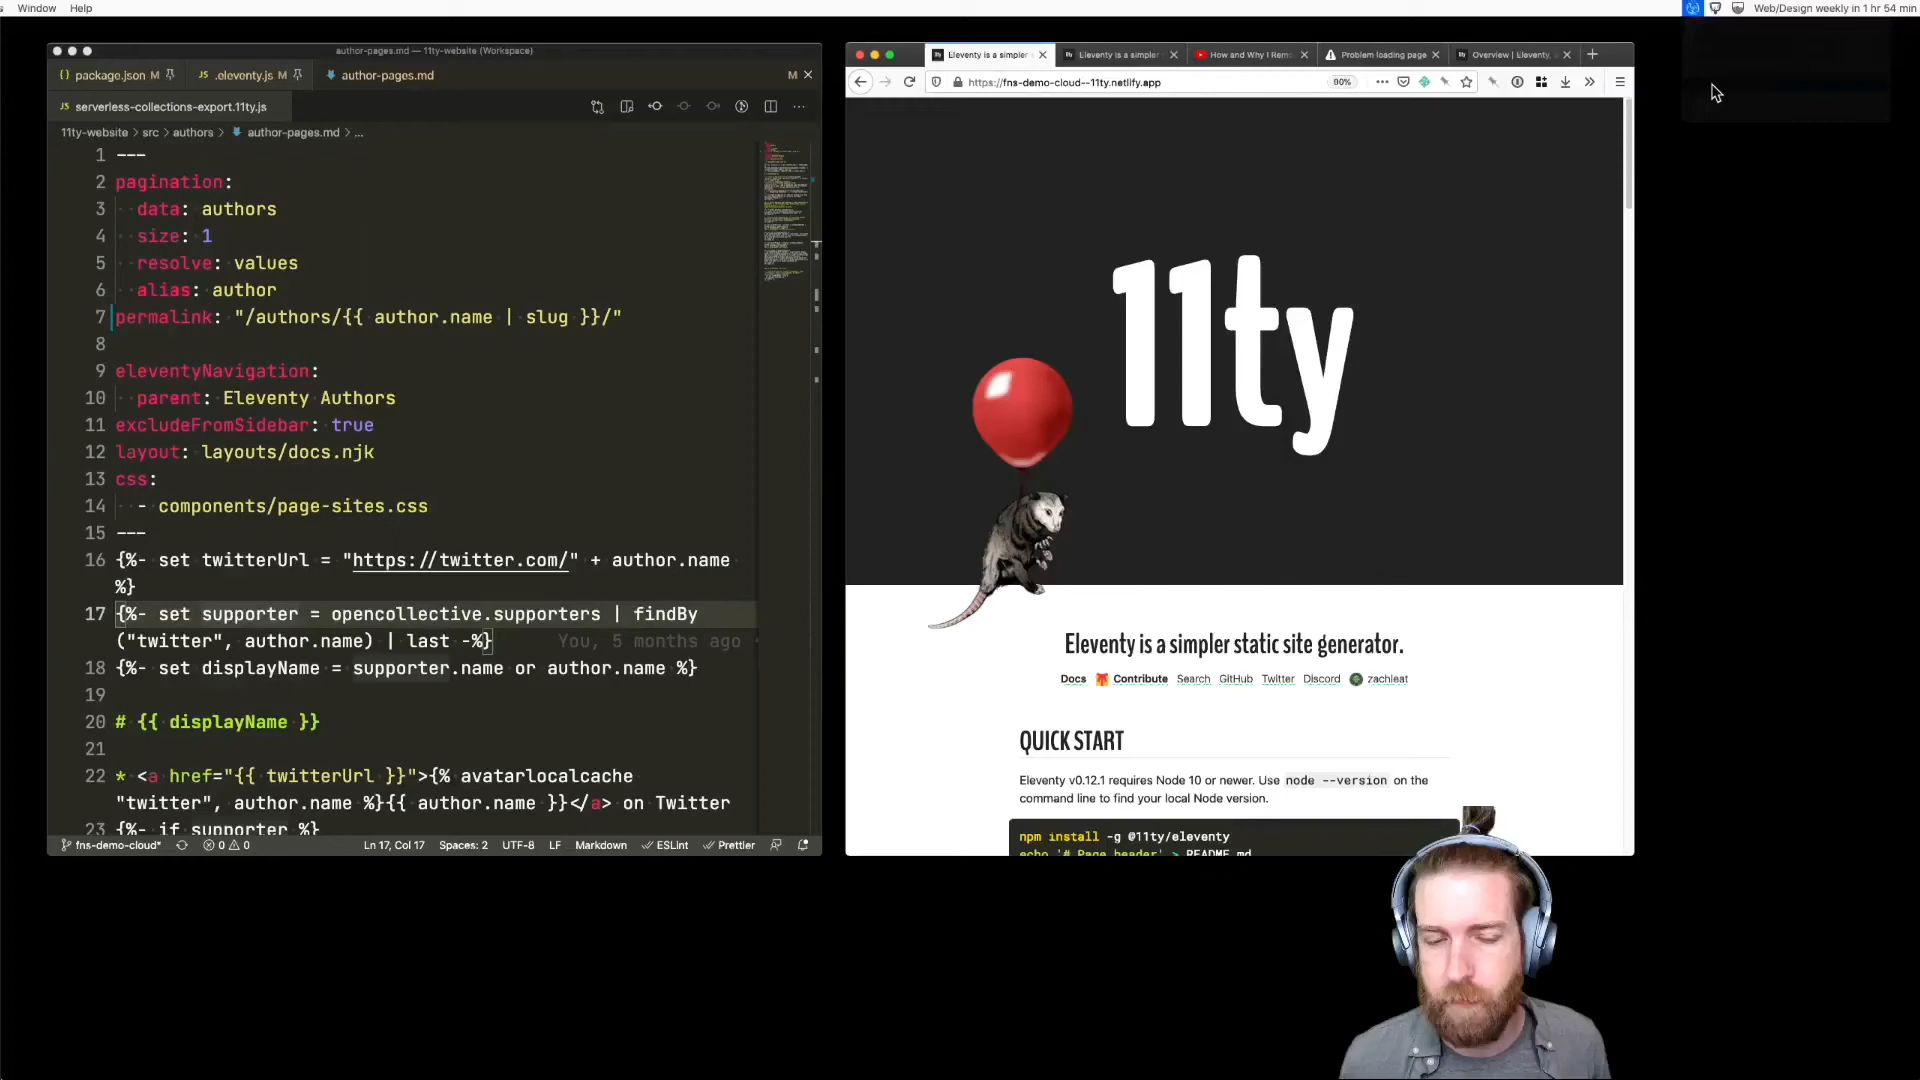 Window Help
Web/Design weekly in 1 hr 54 min
author-pages.md — 11ty-website (Workspace)
package.json M
.eleventy.js M
author-pages.md
M
serverless-collections-export.11ty.js
11ty-website > src > authors > author-pages.md > ...
1 ---
2 pagination:
3 data: authors
4 size: 1
5 resolve: values
6 alias: author
7 permalink: "/authors/{{ author.name | slug }}/"
8
9 eleventyNavigation:
10 parent: Eleventy Authors
11 excludeFromSidebar: true
12 layout: layouts/docs.njk
13 css:
14 - components/page-sites.css
15 ---
16 {%- set twitterUrl = "https://twitter.com/" + author.name
%}
17 {%- set supporter = opencollective.supporters | findBy
("twitter", author.name) | last -%} You, 5 months ago
18 {%- set displayName = supporter.name or author.name %}
19
20 # {{ displayName }}
21
22 * <a href="{{ twitterUrl }}">{% avatarlocalcache
"twitter", author.name %}{{ author.name }}</a> on Twitter
23 {%- if supporter %}
fns-demo-cloud* 0 0 Ln 17, Col 17 Spaces: 2 UTF-8 LF Markdown ESLint Prettier
Eleventy is a simpler
Eleventy is a simpler
How and Why I Rem
Problem loading page
Overview | Eleventy,
https://fns-demo-cloud--11ty.netlify.app
90%
11ty
Eleventy is a simpler static site generator.
Docs Contribute Search GitHub Twitter Discord zachleat
QUICK START
Eleventy v0.12.1 requires Node 10 or newer. Use node --version on the
command line to find your local Node version.
npm install -g @11ty/eleventy
echo '# Page header' > README.md